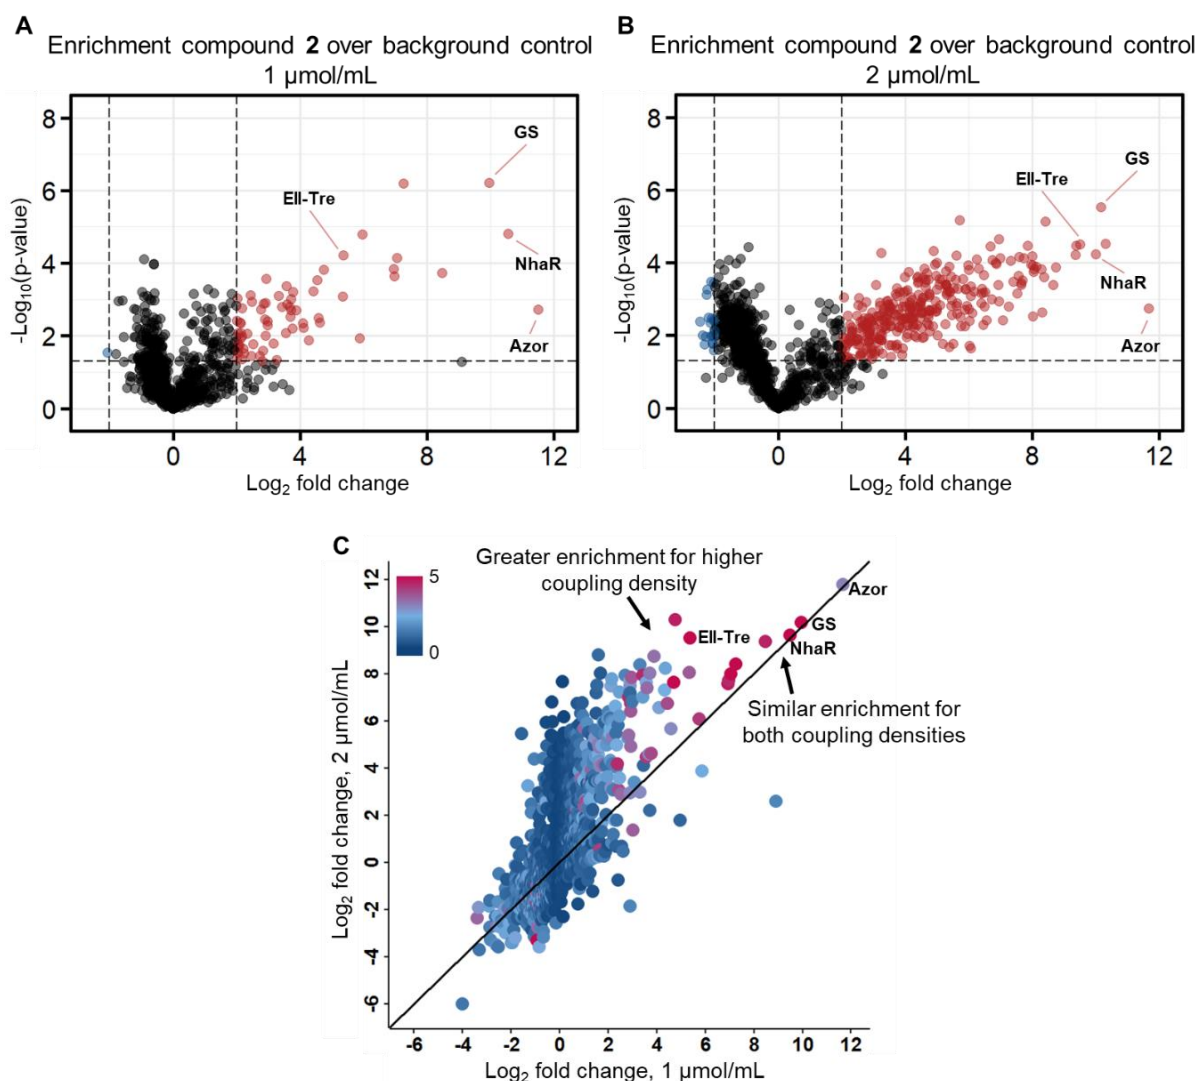 A
Enrichment compound 2 over background control
1 µmol/mL
8
6
4
2
0
-Log10(p-value)
GS
EII-Tre
NhaR
Azor
0
4
8
12
Log2 fold change
B
Enrichment compound 2 over background control
2 µmol/mL
8
6
4
2
0
-Log10(p-value)
GS
EII-Tre
NhaR
Azor
0
4
8
12
Log2 fold change
C
Greater enrichment for higher
coupling density
5
0
Azor
GS
EII-Tre
NhaR
Similar enrichment for
both coupling densities
12
10
8
6
4
2
0
-2
-4
-6
Log2 fold change, 2 µmol/mL
-6
-4
-2
0
2
4
6
8
10
12
Log2 fold change, 1 µmol/mL